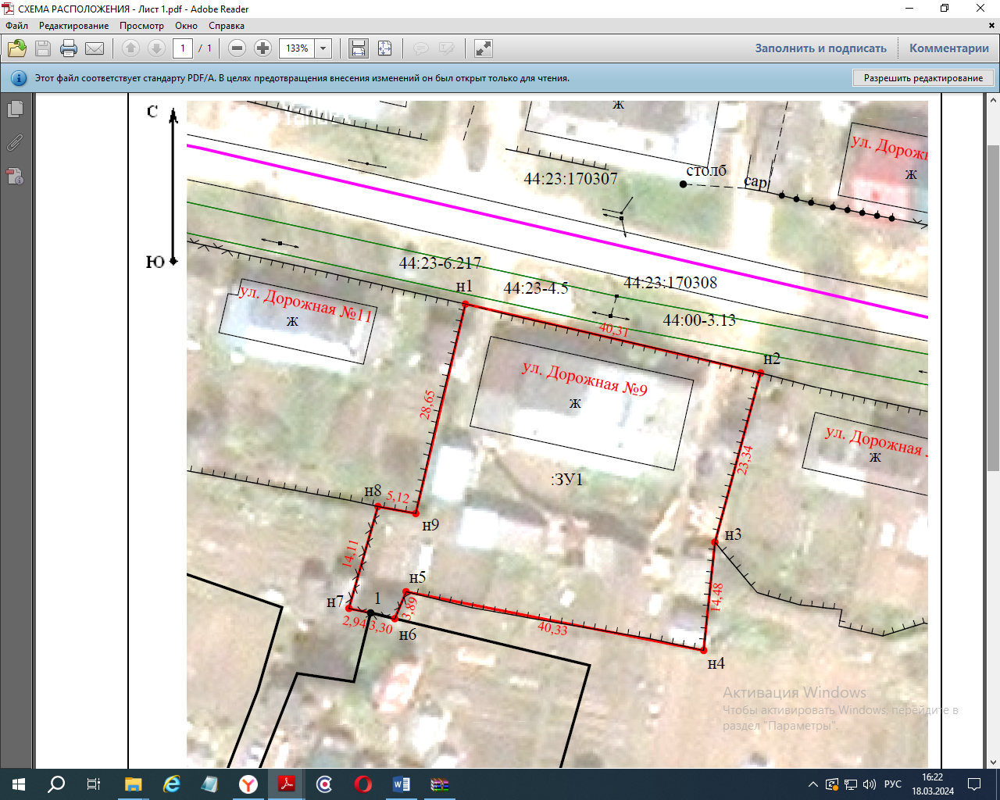 СХЕМА РАСПОЛОЖЕНИЯ - Лист 1.pdf - Adobe Reader
Файл Редактирование Просмотр Окно Справка
1 / 1 133% Заполнить и подписать Комментарии
Этот файл соответствует стандарту PDF/A. В целях предотвращения внесения изменений он был открыт только для чтения. Разрешить редактирование
С
Ю
Yandex
ж
ул. Дорожн
ж
столб
сар
44:23:170307
44:23-6.217
44:23-4.5
44:23:170308
44:00-3.13
н1
40,31
н2
ул. Дорожная №11
ж
ул. Дорожная №9
ж
ул. Дорожная
ж
28,65
23,34
:ЗУ1
н8
5,12
н9
н3
14,11
14,48
н5
н7
1
3,89
2,94
3,30
н6
40,33
н4
Активация Windows
Чтобы активировать Windows, перейдите в
раздел "Параметры".
РУС
16:22
18.03.2024